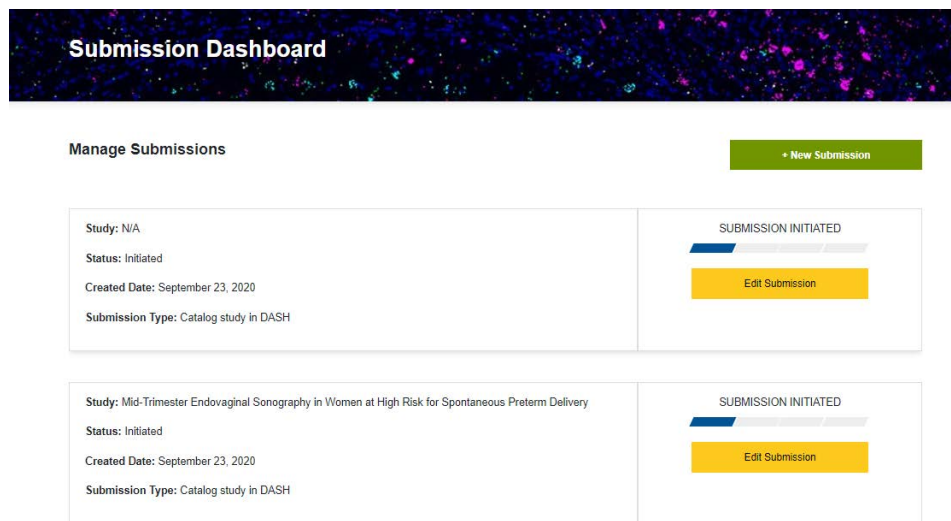 Submission Dashboard
Manage Submissions
+ New Submission
Study: N/A
Status: Initiated
Created Date: September 23, 2020
Submission Type: Catalog study in DASH
SUBMISSION INITIATED
Edit Submission
Study: Mid-Trimester Endovaginal Sonography in Women at High Risk for Spontaneous Preterm Delivery
Status: Initiated
Created Date: September 23, 2020
Submission Type: Catalog study in DASH
SUBMISSION INITIATED
Edit Submission